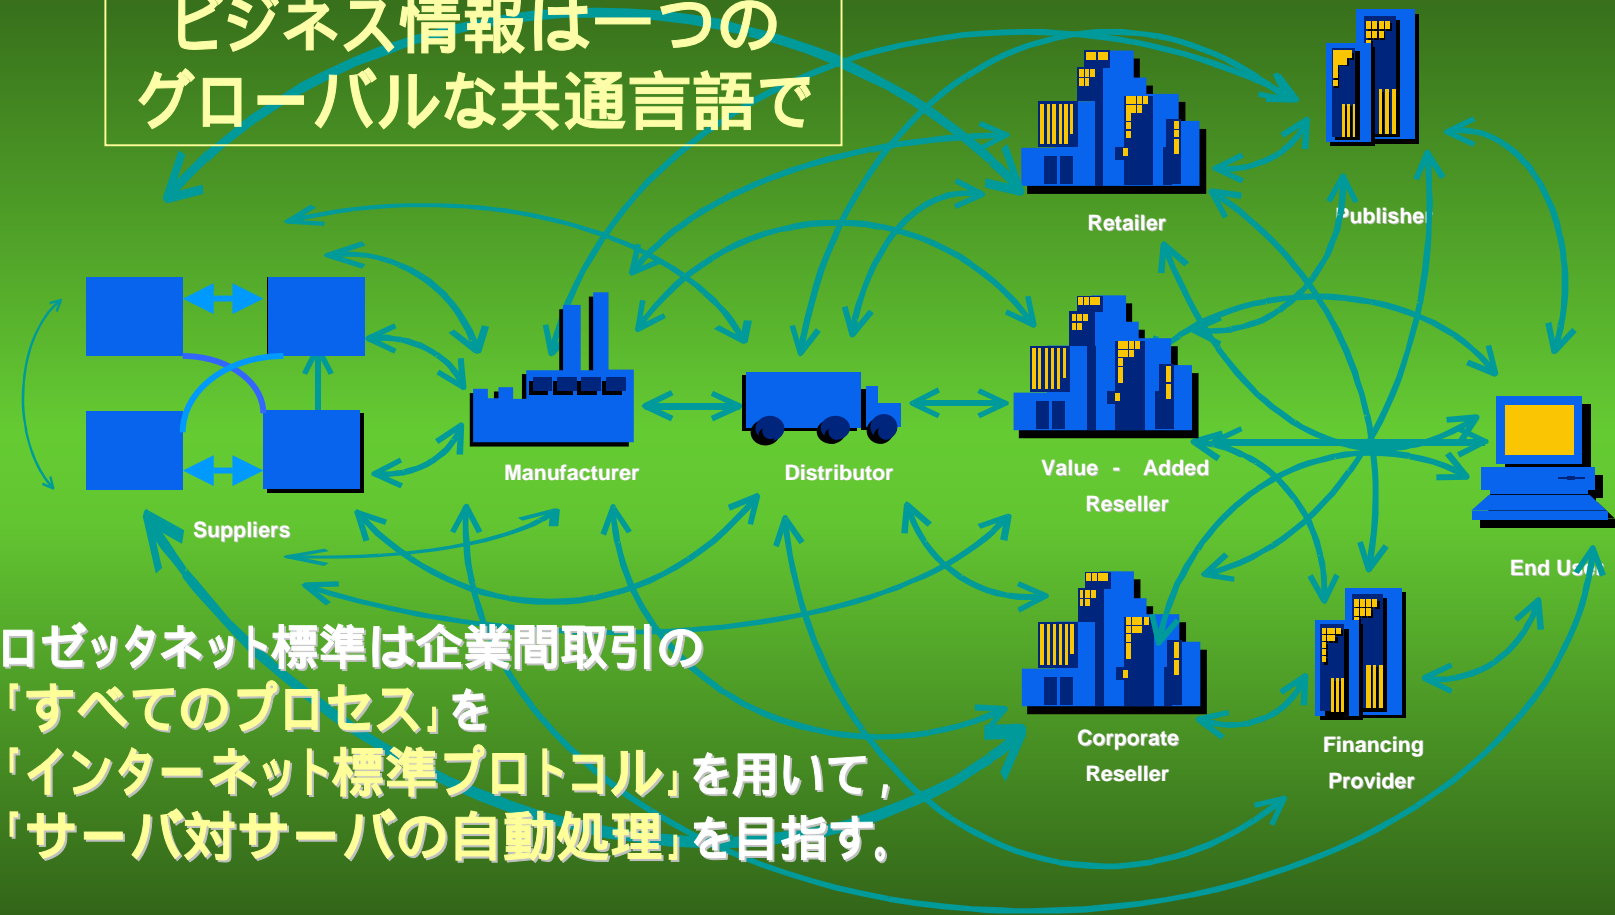 ビジネス情報は一つの
グローバルな共通言語で
Retailer
Publisher
Manufacturer
Distributor
Value - Added
Reseller
Suppliers
End User
ロゼッタネット標準は企業間取引の
「すべてのプロセス」を
「インターネット標準プロトコル」を用いて,
「サーバ対サーバの自動処理」を目指す。
Corporate
Reseller
Financing
Provider